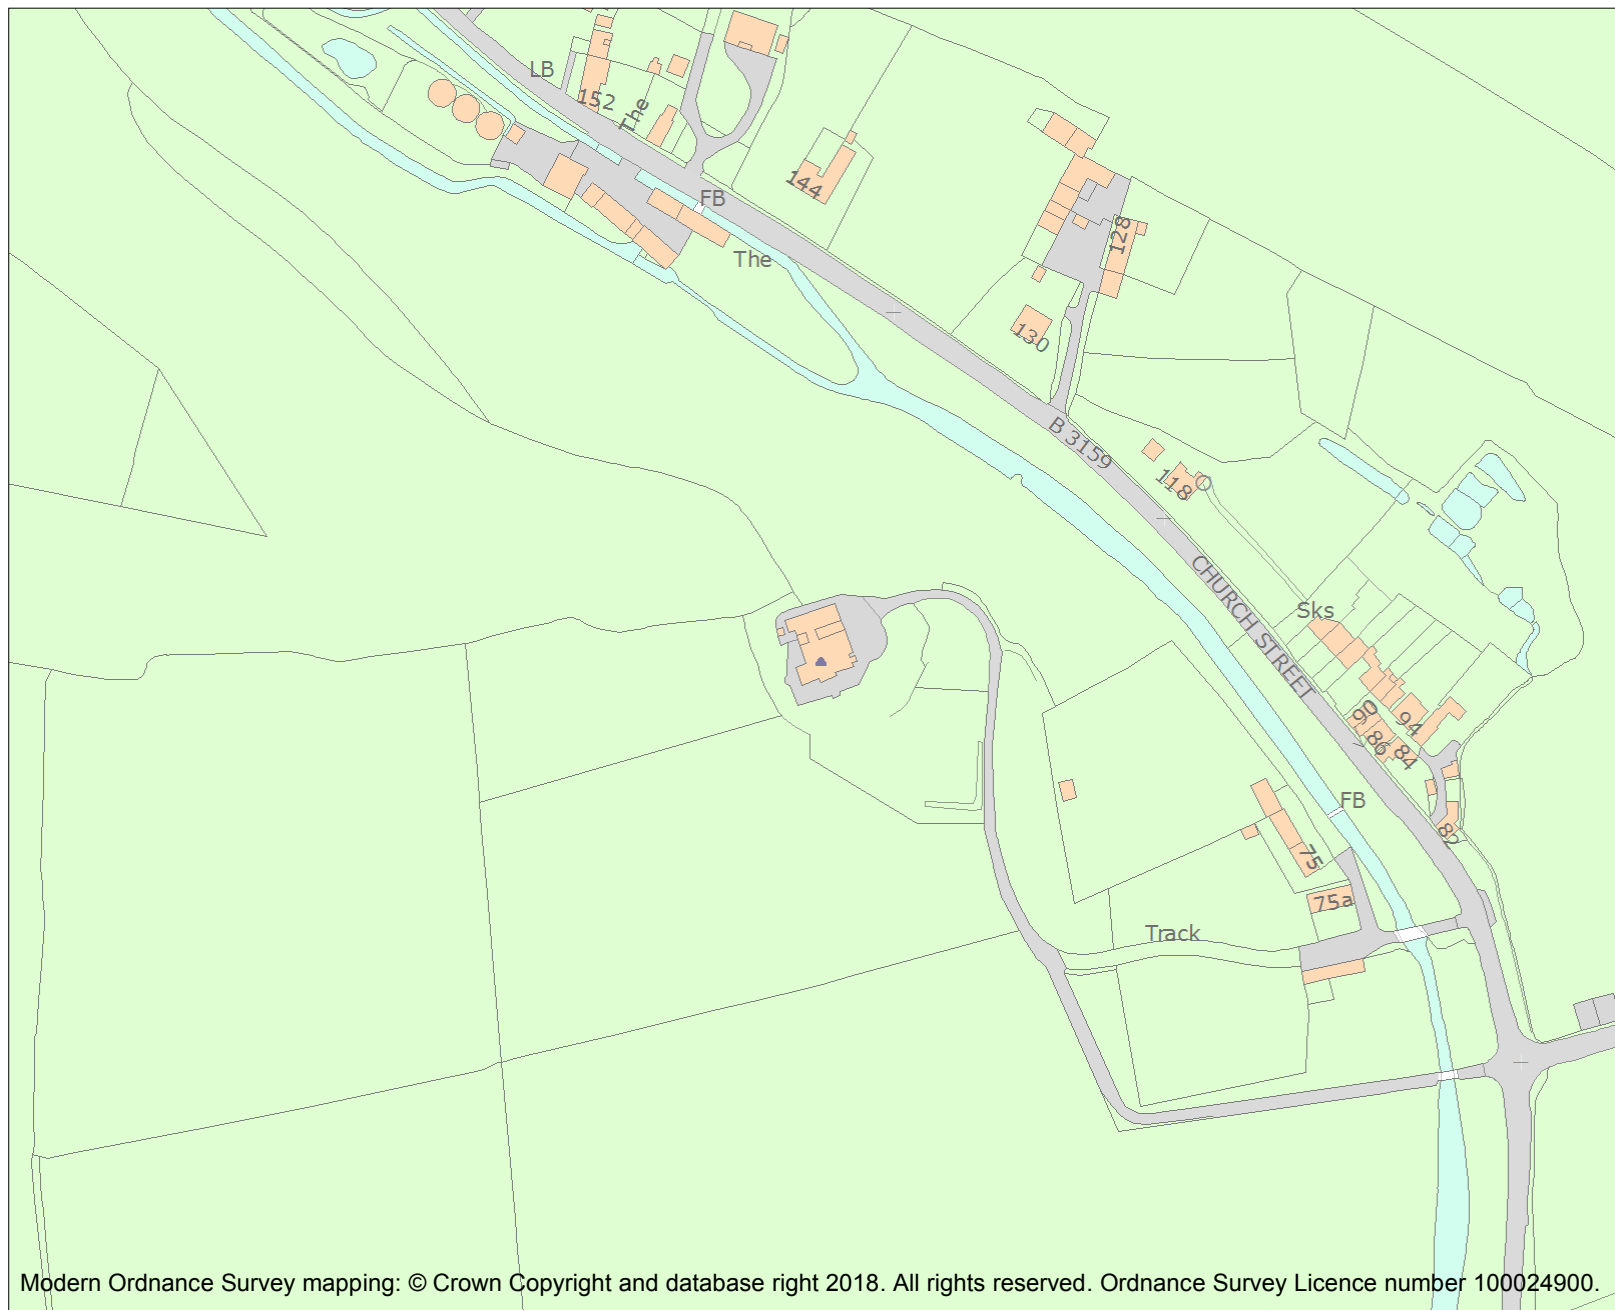 LB
152
The
FB
144
The
128
130
B 3159
118
CHURCH STREET
Sks
90
94
86
84
FB
82
75
75a
Track
Modern Ordnance Survey mapping: © Crown Copyright and database right 2018. All rights reserved. Ordnance Survey Licence number 100024900.